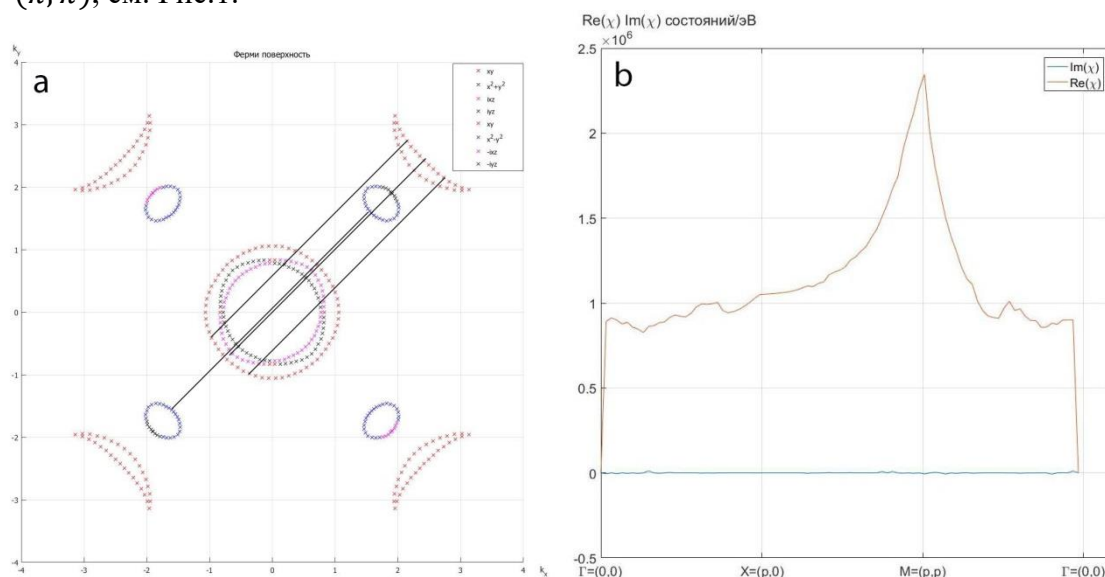 (π, π), см. Рис.1.
a
Ферми поверхность
k_y
4
3
2
1
0
-1
-2
-3
-4
-4 -3 -2 -1 0 1 2 3 4
k_x
xy
x²+y²
ixz
iyz
xy
x²-y²
-ixz
-iyz
b
Re(χ) Im(χ) состояний/эВ
×10⁶
2.5
2
1.5
1
0.5
0
-0.5
Γ=(0,0) X=(p,0) M=(p,p) Γ=(0,0)
Im(χ)
Re(χ)